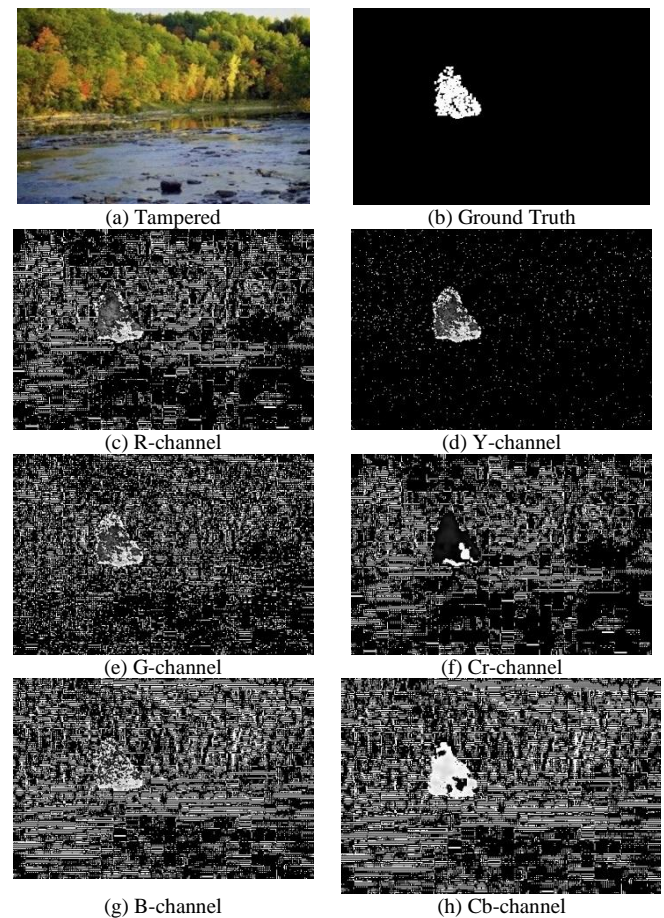 (a) Tampered
(b) Ground Truth
(c) R-channel
(d) Y-channel
(e) G-channel
(f) Cr-channel
(g) B-channel
(h) Cb-channel